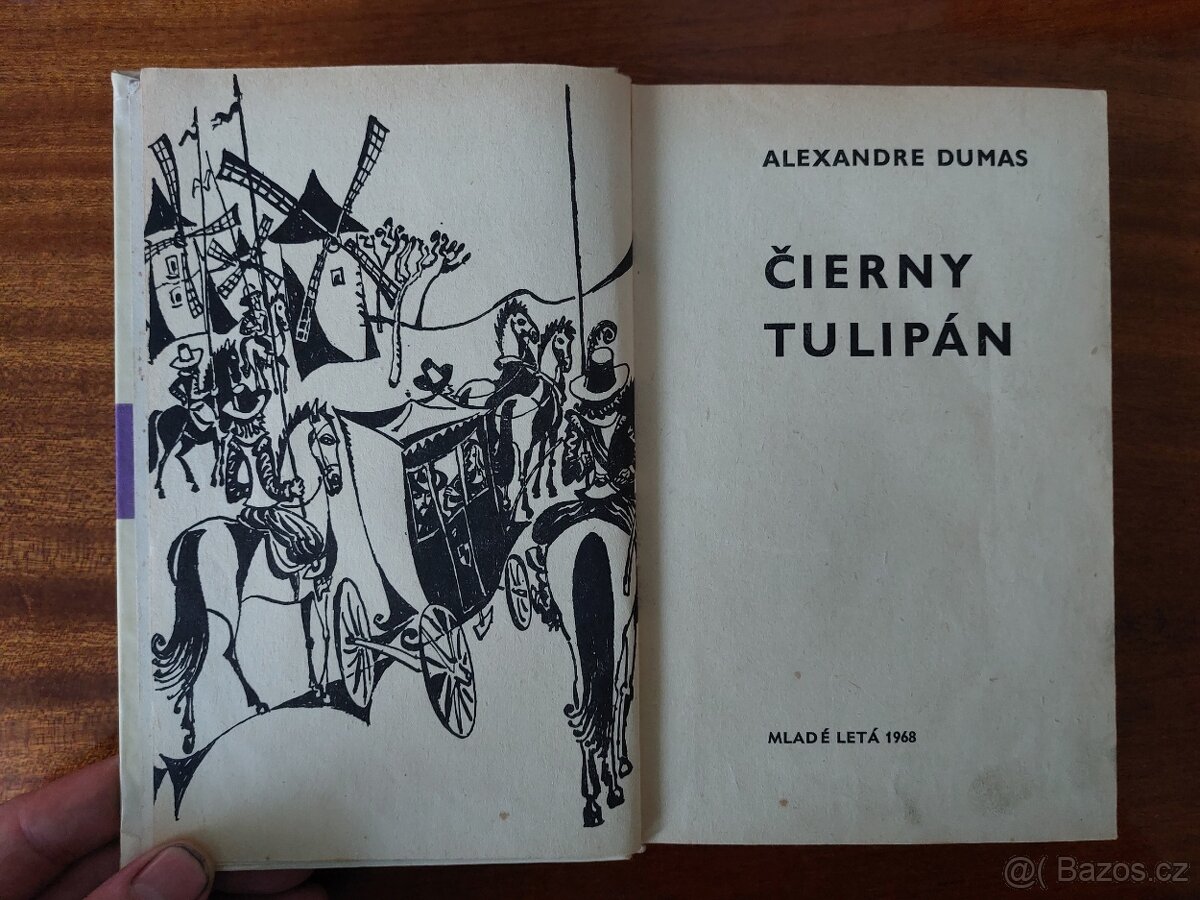 ALEXANDRE DUMAS
ČIERNY
TULIPÁN
MLADÉ LETÁ 1968
@( Bazos.cz